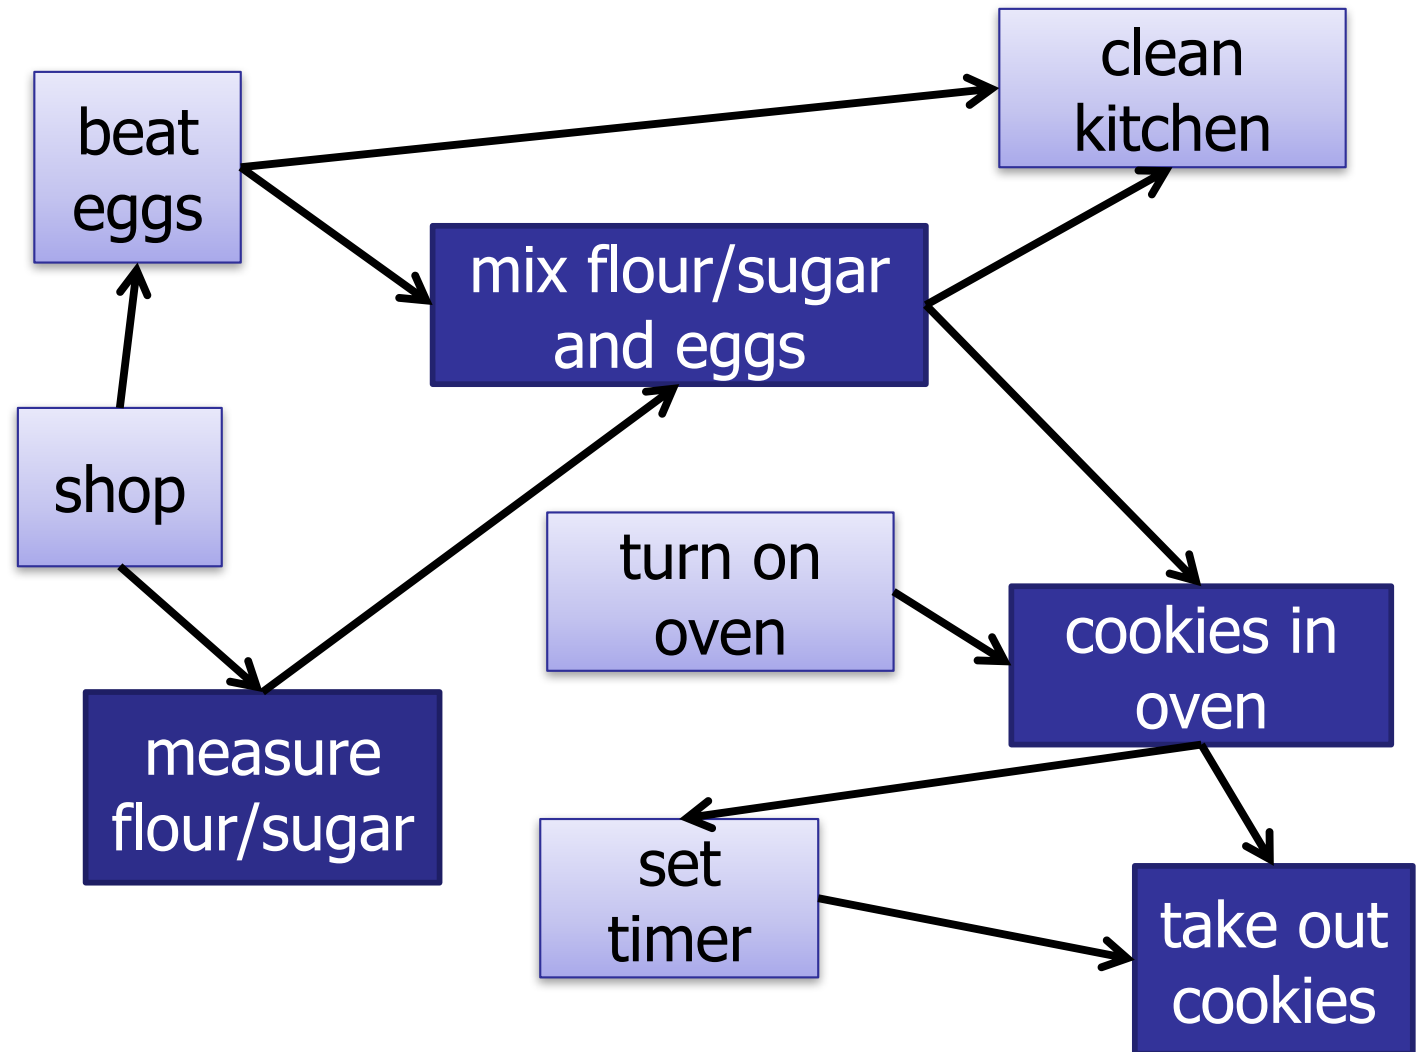 clean
kitchen
beat
eggs
mix flour/sugar
and eggs
shop
turn on
oven
cookies in
oven
measure
flour/sugar
set
timer
take out
cookies